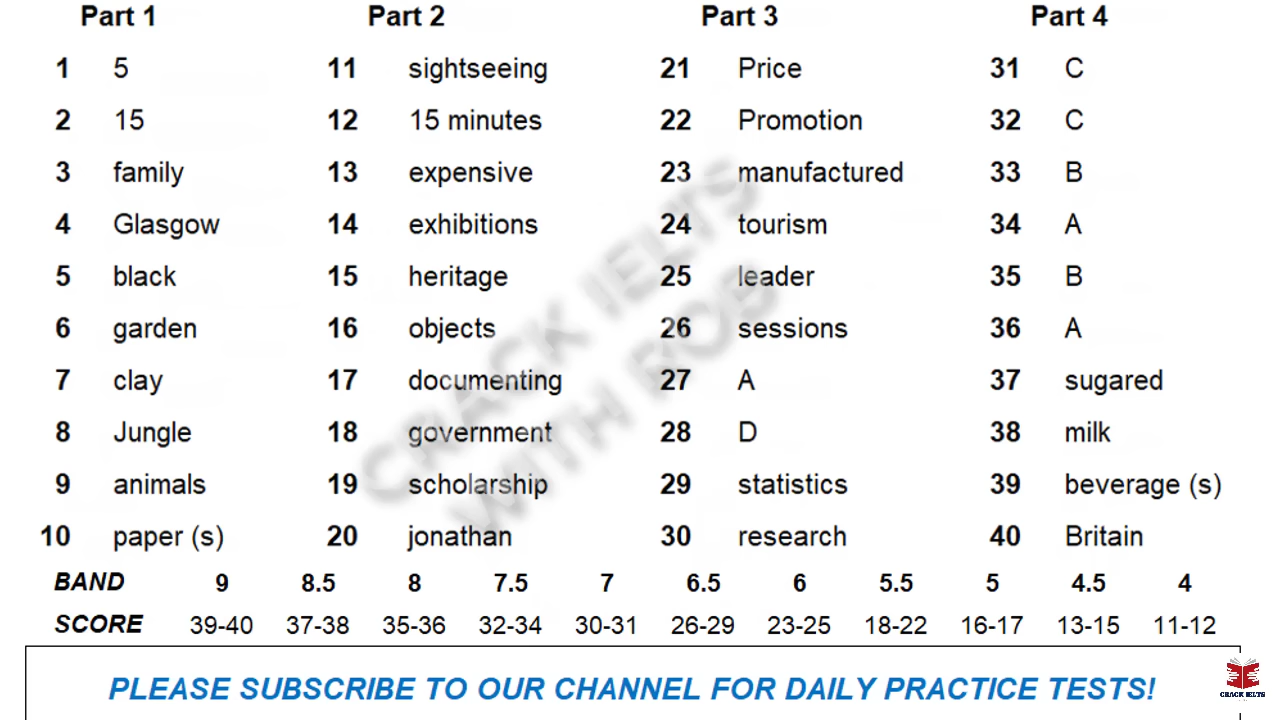 Part 1 Part 2 Part 3 Part 4
1 5 11 sightseeing 21 Price 31 C
2 15 12 15 minutes 22 Promotion 32 C
3 family 13 expensive 23 manufactured 33 B
4 Glasgow 14 exhibitions 24 tourism 34 A
5 black 15 heritage 25 leader 35 B
6 garden 16 objects 26 sessions 36 A
7 clay 17 documenting 27 A 37 sugared
8 Jungle 18 government 28 D 38 milk
9 animals 19 scholarship 29 statistics 39 beverage (s)
10 paper (s) 20 jonathan 30 research 40 Britain
CRACK IELTS
WITH ROB
BAND 9 8.5 8 7.5 7 6.5 6 5.5 5 4.5 4
SCORE 39-40 37-38 35-36 32-34 30-31 26-29 23-25 18-22 16-17 13-15 11-12
PLEASE SUBSCRIBE TO OUR CHANNEL FOR DAILY PRACTICE TESTS!
CRACK IELTS